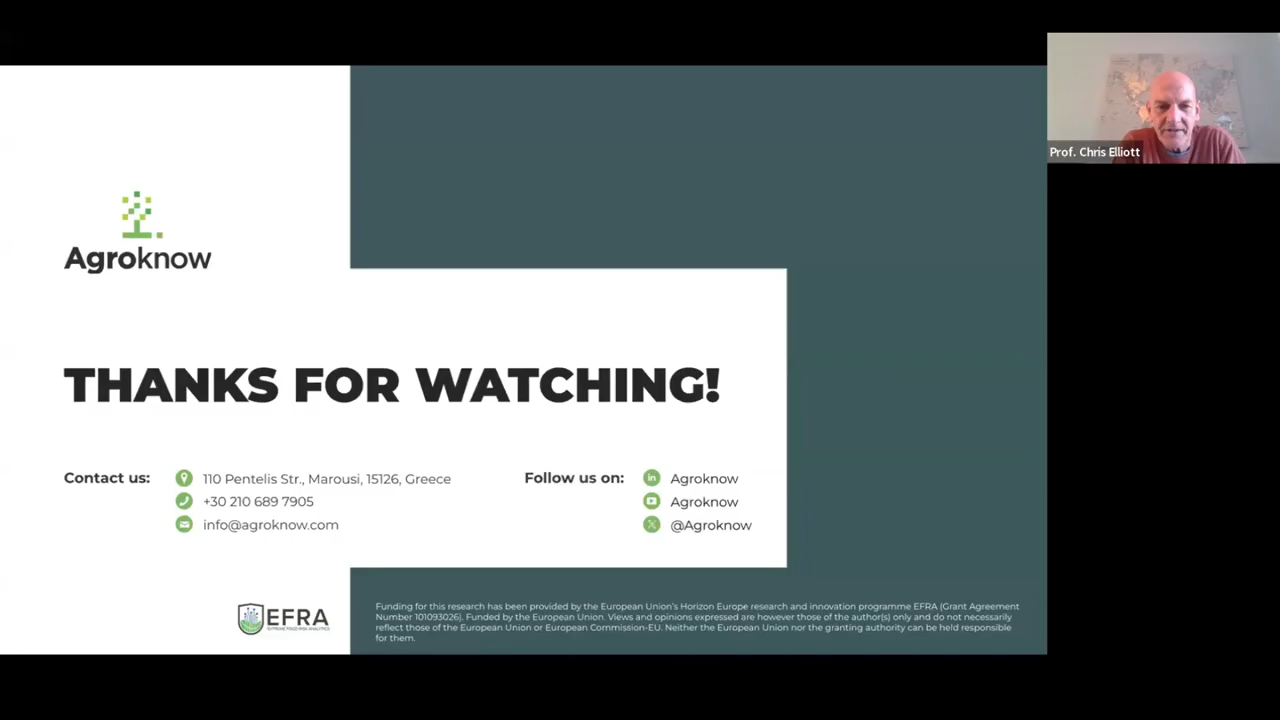 Prof. Chris Elliott
Agroknow
THANKS FOR WATCHING!
Contact us:
110 Pentelis Str., Marousi, 15126, Greece
+30 210 689 7905
info@agroknow.com
Follow us on:
Agroknow
Agroknow
@Agroknow
EFRA
EXTREME FOOD RISK ANALYTICS
Funding for this research has been provided by the European Union's Horizon Europe research and innovation programme EFRA (Grant Agreement
Number 101093026). Funded by the European Union. Views and opinions expressed are however those of the author(s) only and do not necessarily
reflect those of the European Union or European Commission-EU. Neither the European Union nor the granting authority can be held responsible
for them.